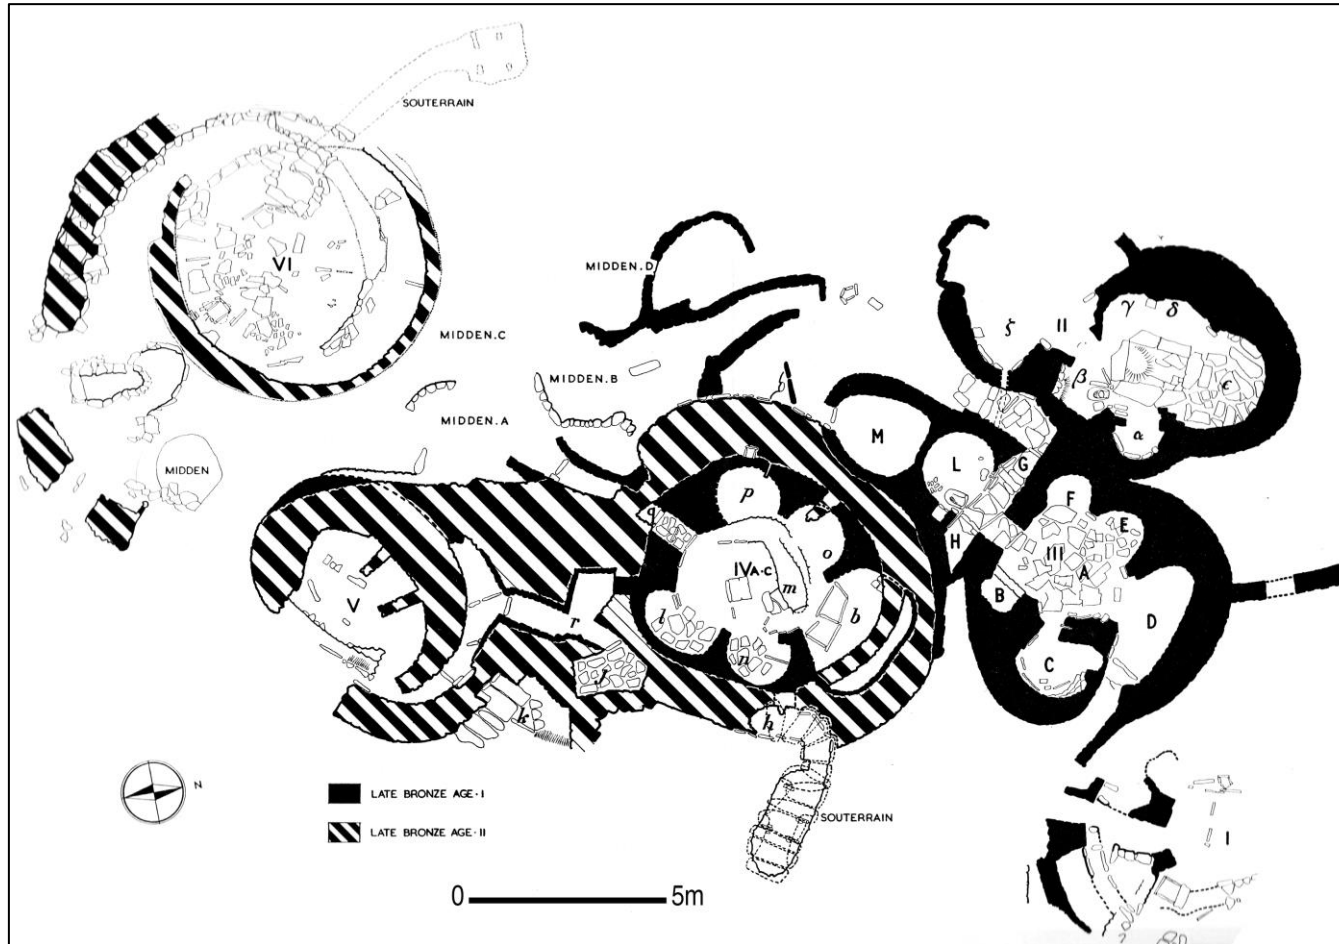 SOUTERRAIN
VI
MIDDEN.D
MIDDEN.C
MIDDEN.B
MIDDEN.A
MIDDEN
ζ
II
γ
δ
β
ε
α
M
L
G
H
F
E
III
A
B
D
C
p
q
o
IVA-C
m
l
b
n
V
r
j
k
h
N
LATE BRONZE AGE·I
LATE BRONZE AGE·II
SOUTERRAIN
I
0 5m